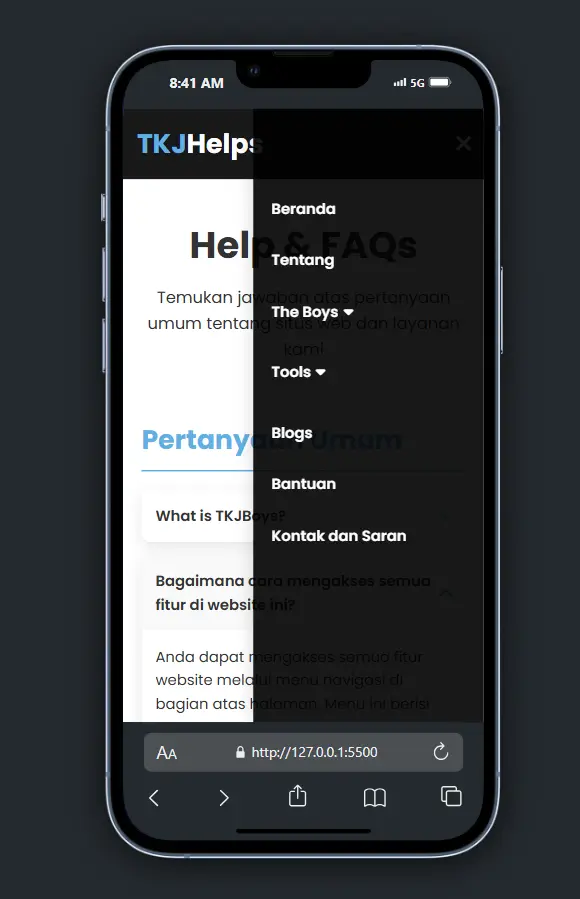 8:41 AM
5G
TKJHelps
Beranda
Help & FAQs
Tentang
Temukan jawaban atas pertanyaan
umum tentang situs web dan layanan
kami!
The Boys
Tools
Blogs
Pertanyaan Umum
Bantuan
What is TKJBoys?
Kontak dan Saran
Bagaimana cara mengakses semua
fitur di website ini?
Anda dapat mengakses semua fitur
website melalui menu navigasi di
bagian atas halaman. Menu ini berisi
AA
http://127.0.0.1:5500